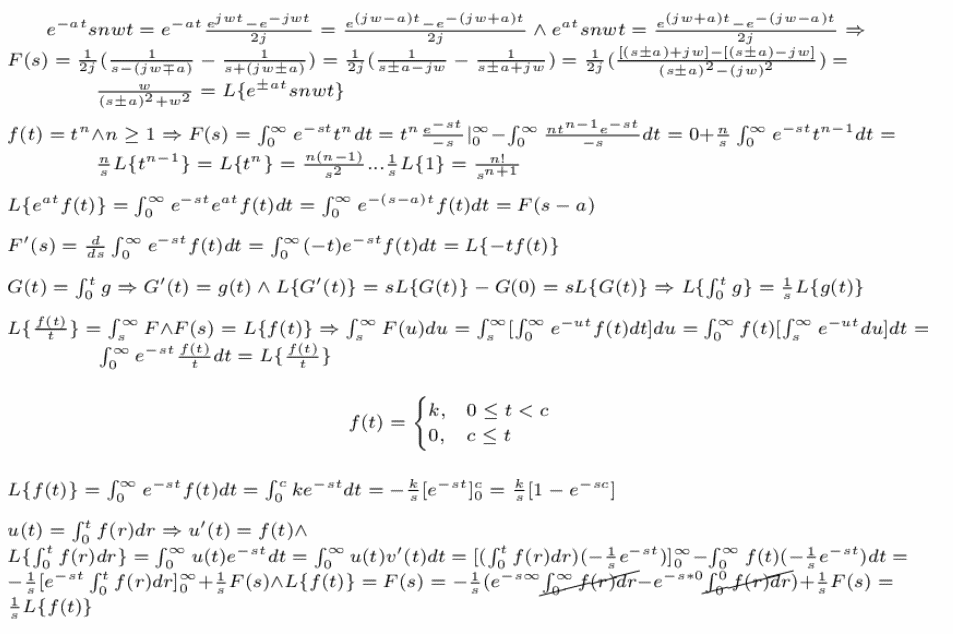 $e^{-at}snwt = e^{-at}\frac{e^{jwt}-e^{-jwt}}{2j} = \frac{e^{(jw-a)t}-e^{-(jw+a)t}}{2j} \wedge e^{at}snwt = \frac{e^{(jw+a)t}-e^{-(jw-a)t}}{2j} \Rightarrow$
$F(s) = \frac{1}{2j}(\frac{1}{s-(jw\mp a)} - \frac{1}{s+(jw\pm a)}) = \frac{1}{2j}(\frac{1}{s\pm a-jw} - \frac{1}{s\pm a+jw}) = \frac{1}{2j}(\frac{[(s\pm a)+jw]-[(s\pm a)-jw]}{(s\pm a)^2-(jw)^2}) =$
$\frac{w}{(s\pm a)^2+w^2} = L\{e^{\pm at}snwt\}$
$f(t) = t^n \wedge n \geq 1 \Rightarrow F(s) = \int_0^\infty e^{-st}t^n dt = t^n\frac{e^{-st}}{-s}|_0^\infty - \int_0^\infty \frac{nt^{n-1}e^{-st}}{-s}dt = 0+\frac{n}{s}\int_0^\infty e^{-st}t^{n-1}dt =$
$\frac{n}{s}L\{t^{n-1}\} = L\{t^n\} = \frac{n(n-1)}{s^2}...\frac{1}{s}L\{1\} = \frac{n!}{s^{n+1}}$
$L\{e^{at}f(t)\} = \int_0^\infty e^{-st}e^{at}f(t)dt = \int_0^\infty e^{-(s-a)t}f(t)dt = F(s-a)$
$F'(s) = \frac{d}{ds}\int_0^\infty e^{-st}f(t)dt = \int_0^\infty (-t)e^{-st}f(t)dt = L\{-tf(t)\}$
$G(t) = \int_0^t g \Rightarrow G'(t) = g(t) \wedge L\{G'(t)\} = sL\{G(t)\} - G(0) = sL\{G(t)\} \Rightarrow L\{\int_0^t g\} = \frac{1}{s}L\{g(t)\}$
$L\{\frac{f(t)}{t}\} = \int_s^\infty F \wedge F(s) = L\{f(t)\} \Rightarrow \int_s^\infty F(u)du = \int_s^\infty [\int_0^\infty e^{-ut}f(t)dt]du = \int_0^\infty f(t)[\int_s^\infty e^{-ut}du]dt =$
$\int_0^\infty e^{-st}\frac{f(t)}{t}dt = L\{\frac{f(t)}{t}\}$
$f(t) = \begin{cases} k, & 0 \leq t < c \\ 0, & c \leq t \end{cases}$
$L\{f(t)\} = \int_0^\infty e^{-st}f(t)dt = \int_0^c ke^{-st}dt = -\frac{k}{s}[e^{-st}]_0^c = \frac{k}{s}[1-e^{-sc}]$
$u(t) = \int_0^t f(r)dr \Rightarrow u'(t) = f(t) \wedge$
$L\{\int_0^t f(r)dr\} = \int_0^\infty u(t)e^{-st}dt = \int_0^\infty u(t)v'(t)dt = [(\int_0^t f(r)dr)(-\frac{1}{s}e^{-st})]_0^\infty - \int_0^\infty f(t)(-\frac{1}{s}e^{-st})dt =$
$-\frac{1}{s}[e^{-st}\int_0^t f(r)dr]_0^\infty + \frac{1}{s}F(s) \wedge L\{f(t)\} = F(s) = -\frac{1}{s}(e^{-s\infty}\cancel{\int_0^\infty f(r)dr} - e^{-s*0}\cancel{\int_0^0 f(r)dr}) + \frac{1}{s}F(s) =$
$\frac{1}{s}L\{f(t)\}$